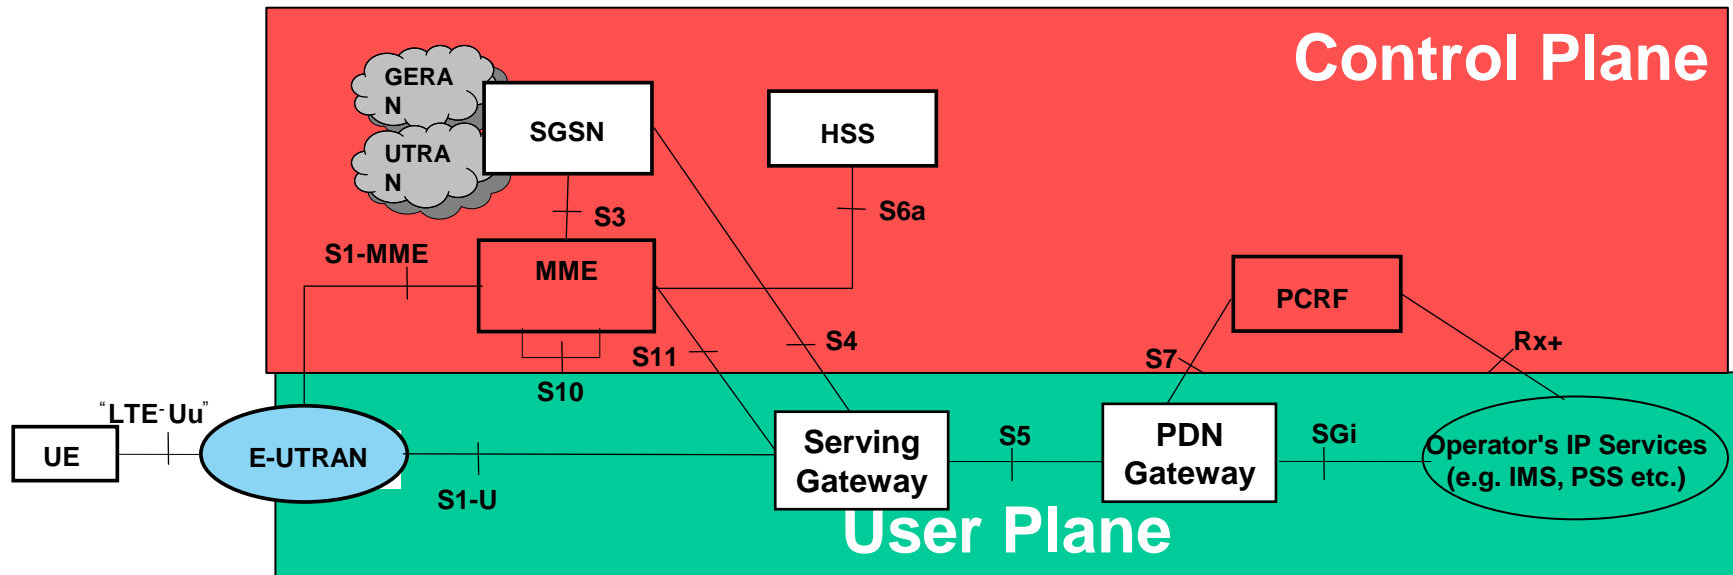 Control Plane
GERA
N
SGSN
HSS
UTRA
N
S3
S6a
S1-MME
MME
PCRF
S11
S4
S7
Rx+
S10
“LTE-Uu”
UE
E-UTRAN
S1-U
Serving
Gateway
S5
PDN
Gateway
SGi
Operator's IP Services
(e.g. IMS, PSS etc.)
User Plane